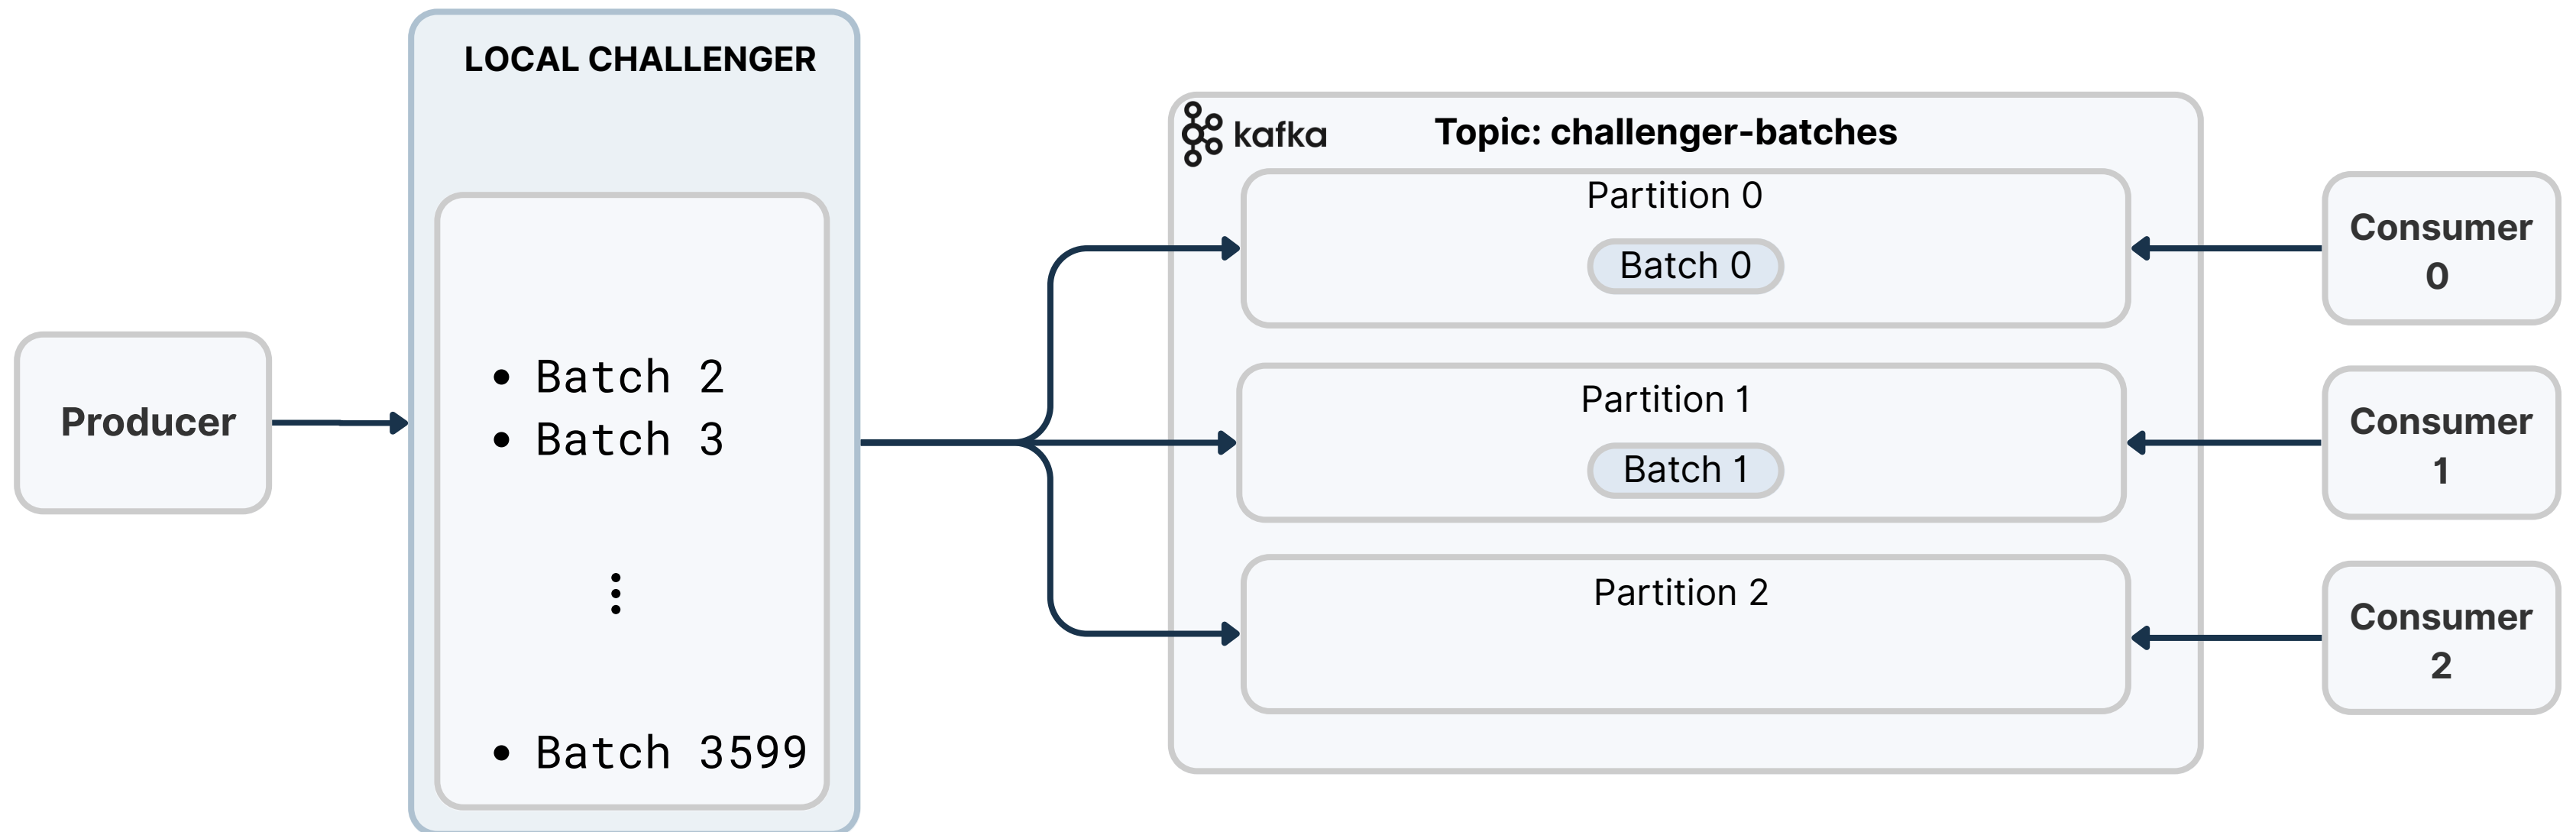 Producer
LOCAL CHALLENGER
• Batch 2
• Batch 3
⋮
• Batch 3599
kafka
Topic: challenger-batches
Partition 0
Batch 0
Partition 1
Batch 1
Partition 2
Consumer
0
Consumer
1
Consumer
2